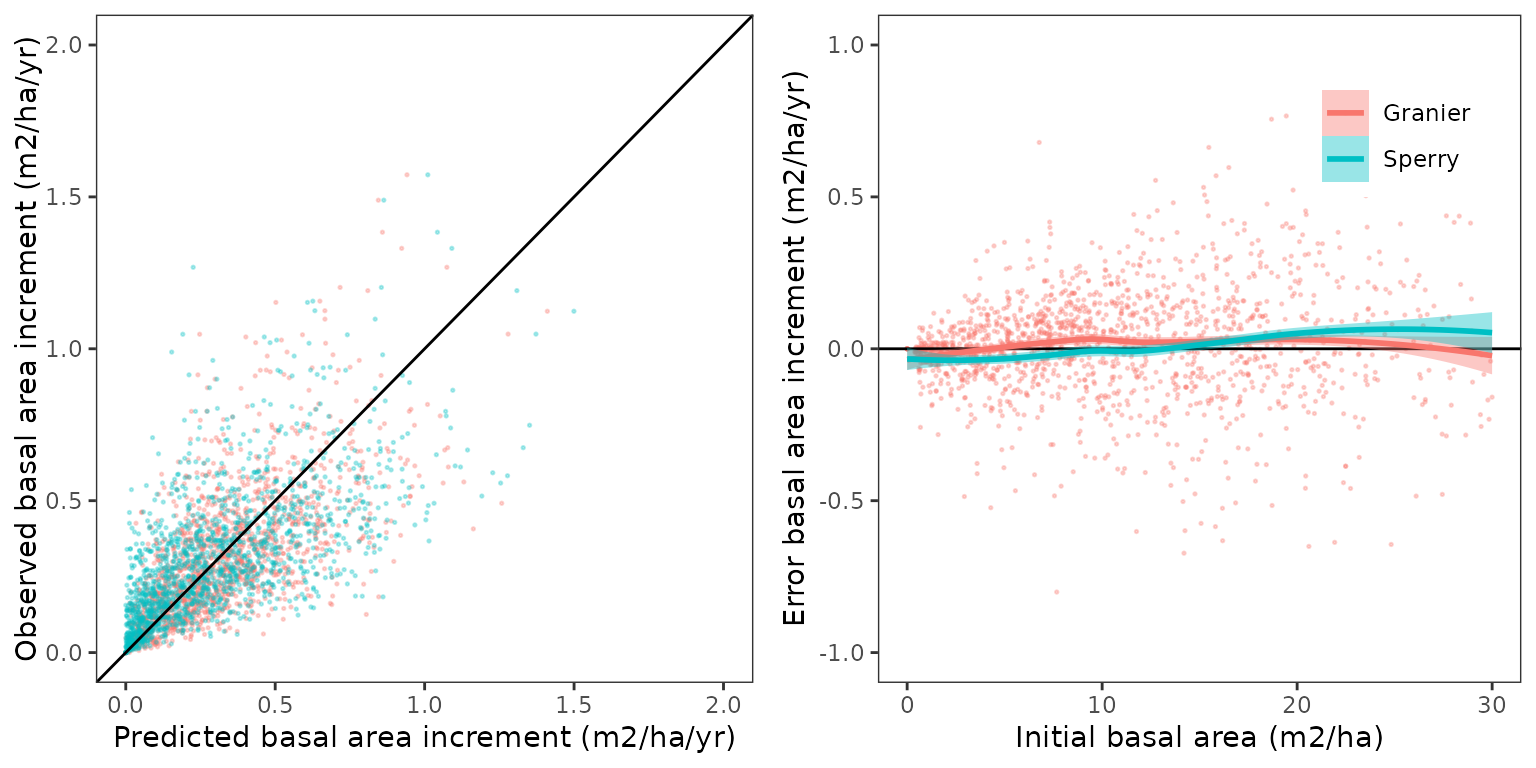 Observed basal area increment (m2/ha/yr)
2.0
1.5
1.0
0.5
0.0
0.0 0.5 1.0 1.5 2.0
Predicted basal area increment (m2/ha/yr)
Error basal area increment (m2/ha/yr)
1.0
0.5
0.0
-0.5
-1.0
Granier
Sperry
0 10 20 30
Initial basal area (m2/ha)